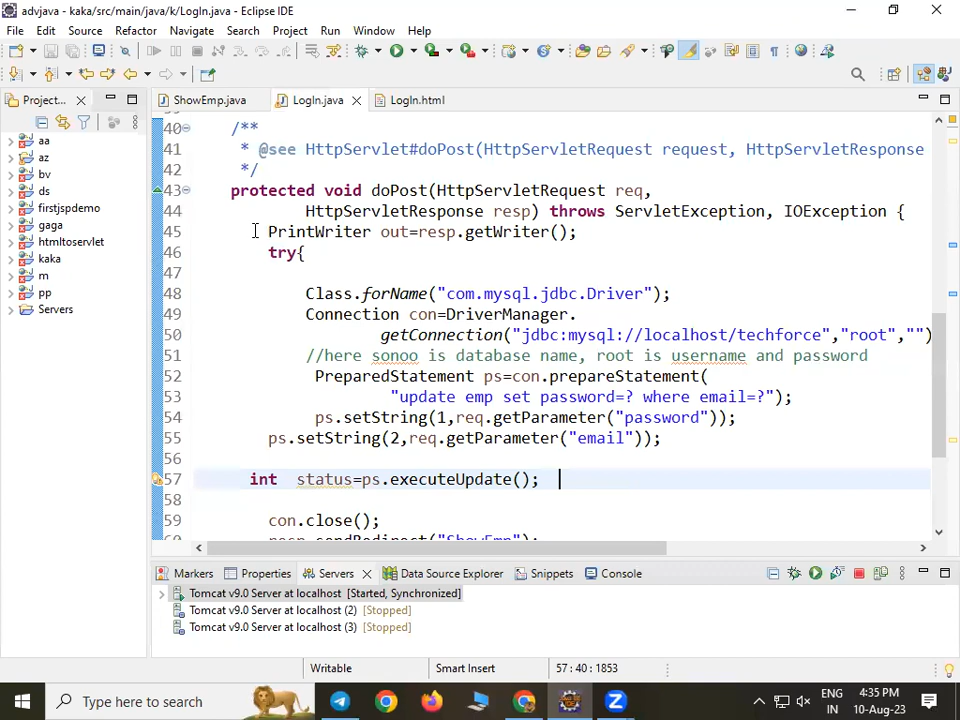 advjava - kaka/src/main/java/k/LogIn.java - Eclipse IDE
File Edit Source Refactor Navigate Search Project Run Window Help
Project...
ShowEmp.java
LogIn.java
LogIn.html
aa
az
bv
ds
firstjspdemo
gaga
htmltoservlet
kaka
m
pp
Servers
40 /**
41 * @see HttpServlet#doPost(HttpServletRequest request, HttpServletResponse
42 */
43 protected void doPost(HttpServletRequest req,
44 HttpServletResponse resp) throws ServletException, IOException {
45 PrintWriter out=resp.getWriter();
46 try{
47
48 Class.forName("com.mysql.jdbc.Driver");
49 Connection con=DriverManager.
50 getConnection("jdbc:mysql://localhost/techforce","root","")
51 //here sonoo is database name, root is username and password
52 PreparedStatement ps=con.prepareStatement(
53 "update emp set password=? where email=?");
54 ps.setString(1,req.getParameter("password"));
55 ps.setString(2,req.getParameter("email"));
56
57 int status=ps.executeUpdate();
58
59 con.close();
60 resp.sendRedirect("ShowEmp");
Markers Properties Servers Data Source Explorer Snippets Console
Tomcat v9.0 Server at localhost [Started, Synchronized]
Tomcat v9.0 Server at localhost (2) [Stopped]
Tomcat v9.0 Server at localhost (3) [Stopped]
Writable Smart Insert 57 : 40 : 1853
Type here to search
ENG
IN
4:35 PM
10-Aug-23